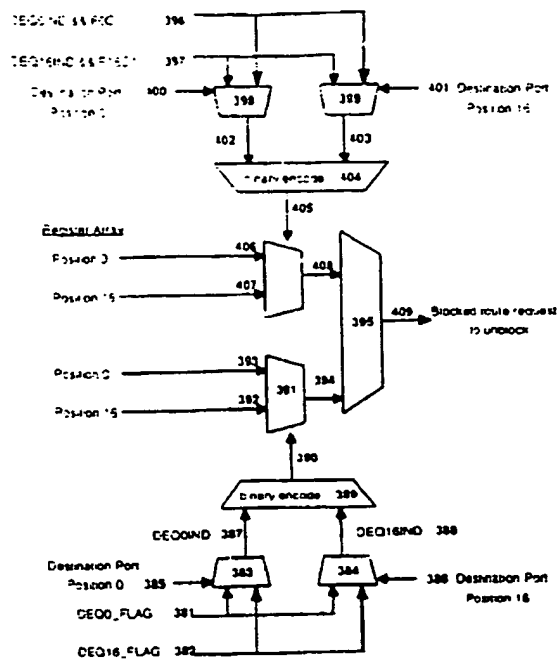 396
397
Destination Port
400
Position 0
398
399
401 Destination Port
Position 16
402
403
binary encode 404
405
Register Array
Position 0
406
407
Position 15
408
395
409
Blocked route request
to unblock
Position 0
393
391
394
392
Position 16
390
binary encode 389
DEQ0IND 387
DEQ16IND 388
Destination Port
Position 0 385
383
384
386 Destination Port
Position 16
DEQ0_FLAG 381
DEQ16_FLAG 382